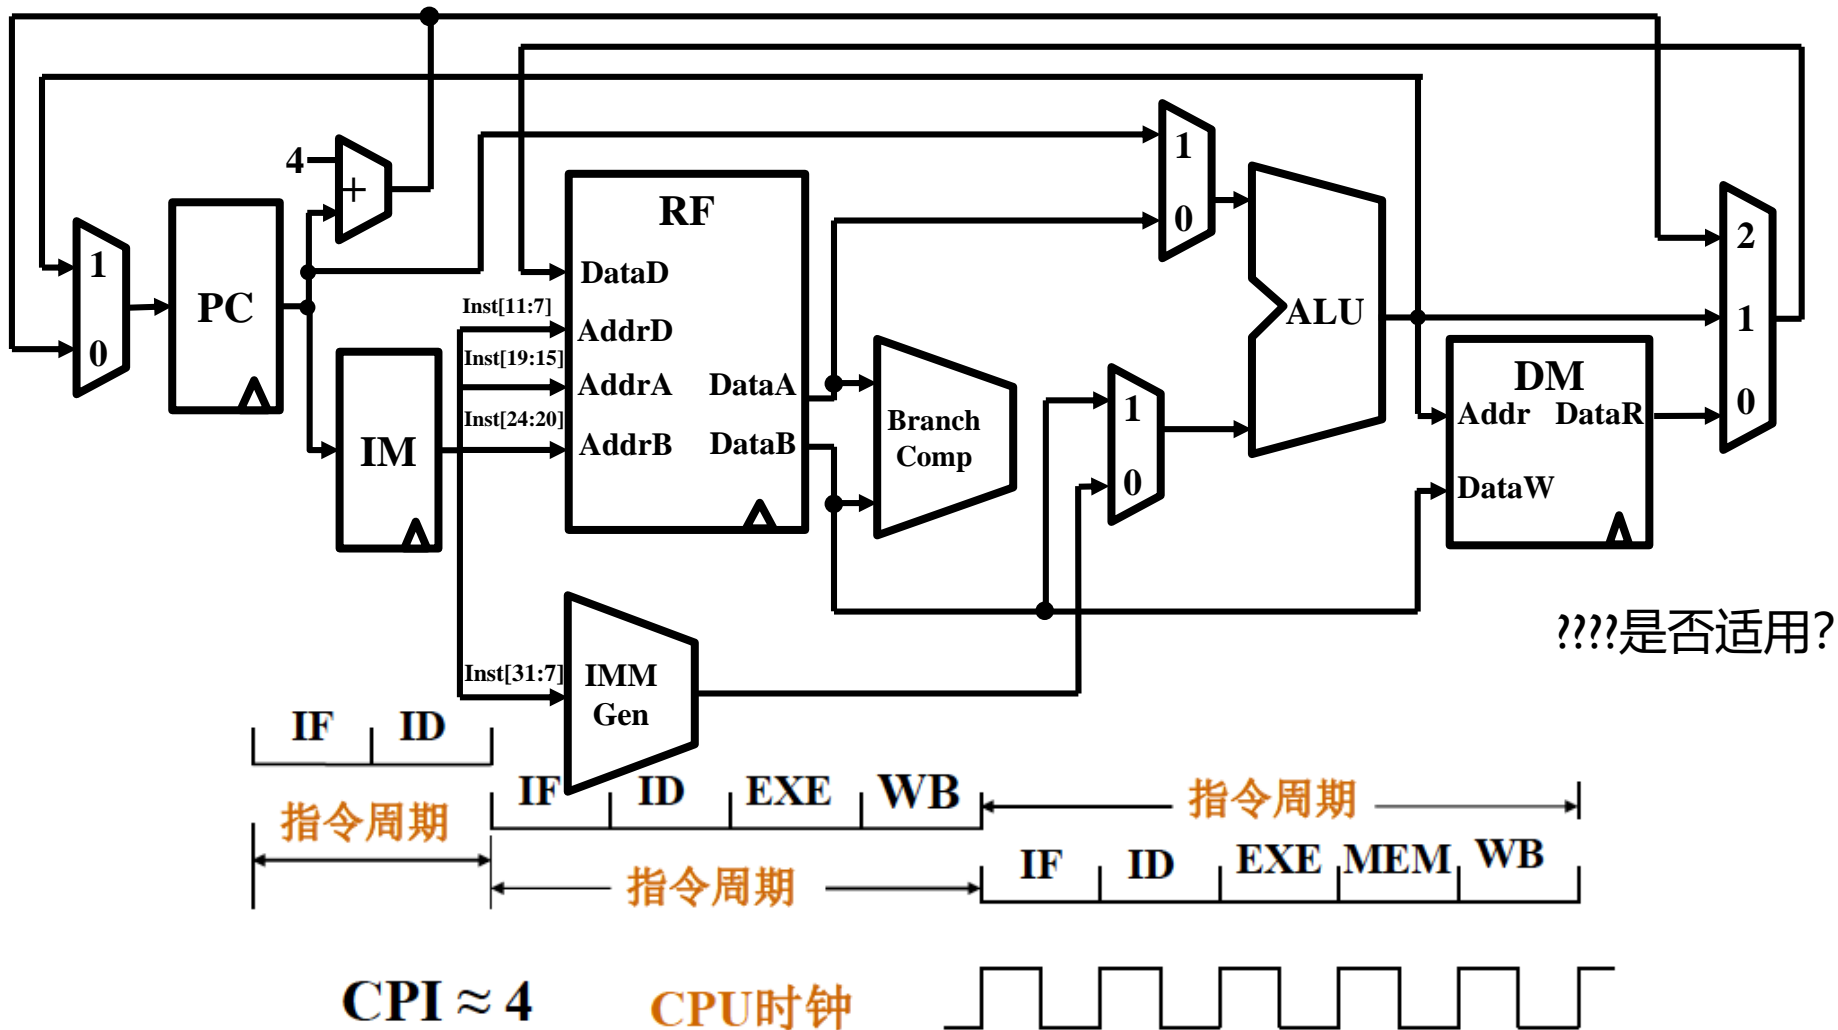 4
+
1
0
PC
IM
RF
DataD
Inst[11:7]
AddrD
Inst[19:15]
AddrA
DataA
Inst[24:20]
AddrB
DataB
Branch
Comp
1
0
1
0
ALU
DM
Addr
DataR
DataW
2
1
0
????是否适用?
Inst[31:7]
IMM
Gen
IF
ID
指令周期
IF
ID
EXE
WB
指令周期
指令周期
IF
ID
EXE
MEM
WB
CPI ≈ 4
CPU时钟